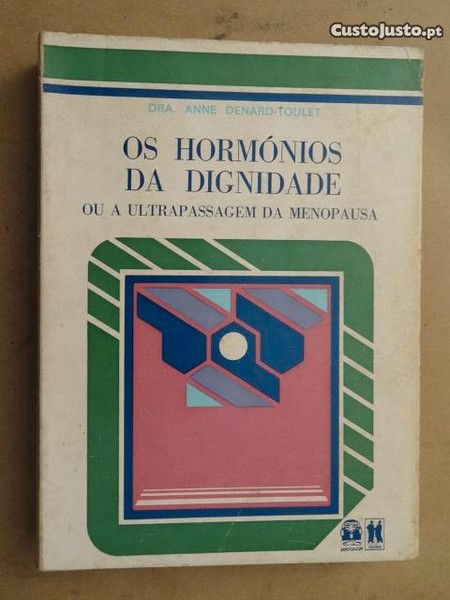 CustoJusto.pt
DRA. ANNE DENARD-TOULET
OS HORMÓNIOS
DA DIGNIDADE
OU A ULTRAPASSAGEM DA MENOPAUSA